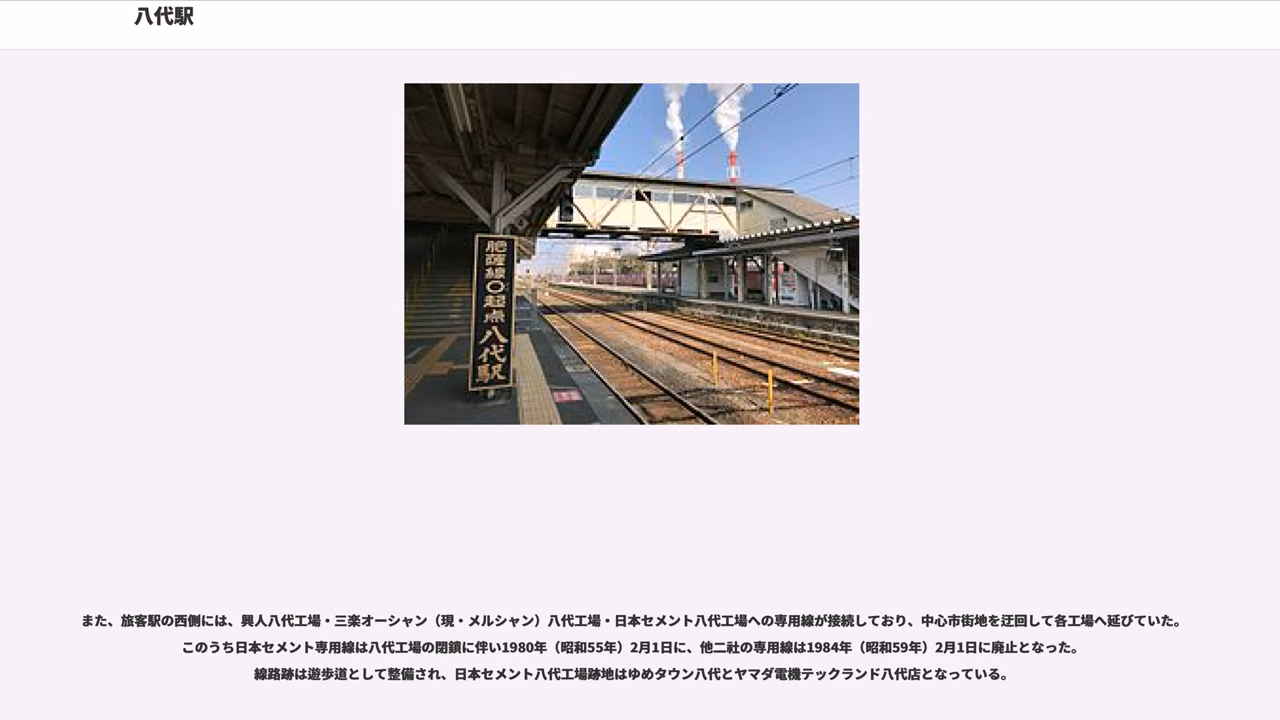 八代駅
肥薩線〇起点八代駅
また、旅客駅の西側には、興人八代工場・三楽オーシャン（現・メルシャン）八代工場・日本セメント八代工場への専用線が接続しており、中心市街地を迂回して各工場へ延びていた。
このうち日本セメント専用線は八代工場の閉鎖に伴い1980年（昭和55年）2月1日に、他二社の専用線は1984年（昭和59年）2月1日に廃止となった。
線路跡は遊歩道として整備され、日本セメント八代工場跡地はゆめタウン八代とヤマダ電機テックランド八代店となっている。